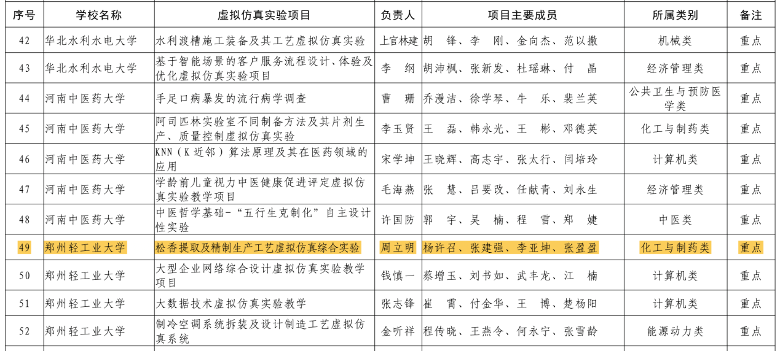 序号 学校名称 虚拟仿真实验项目 负责人 项目主要成员 所属类别 备注
42 华北水利水电大学 水利渡槽施工装备及其工艺虚拟仿真实验 上官林建 胡 锋、李 刚、金向杰、范以撒 机械类 重点
43 华北水利水电大学 基于智能场景的客户服务流程设计、体验及 李 纲 胡沛枫、张新发、杜瑶琳、付 晶 经济管理类 重点
优化虚拟仿真实验项目
44 河南中医药大学 手足口病暴发的流行病学调查 曹 珊 乔漫洁、徐学琴、牛 乐、裴兰英 公共卫生与预防医 重点
学类
45 河南中医药大学 阿司匹林实验室不同制备方法及其片剂生 李玉贤 王 磊、韩永光、王 彬、邓德英 化工与制药类 重点
产、质量控制虚拟仿真实验
46 河南中医药大学 KNN（K 近邻）算法原理及其在医药领域的 宋学坤 王晓辉、高志宇、张太行、闫培玲 计算机类 重点
应用
47 河南中医药大学 学龄前儿童视力中医健康促进评定虚拟仿 毛海燕 张 慧、吕要改、任献青、刘永生 经济管理类 重点
真实验教学项目
48 河南中医药大学 中医哲学基础-“五行生克制化”自主设计 许国防 郭 宇、吴 楠、程 雪、郑 婕 中医类 重点
性实验
49 郑州轻工业大学 松香提取及精制生产工艺虚拟仿真综合实验 周立明 杨许召、张建强、李亚坤、张盈盈 化工与制药类 重点
50 郑州轻工业大学 大型企业网络综合设计虚拟仿真实验教学 钱慎一 蔡增玉、刘书如、武丰龙、江 楠 计算机类 重点
项目
51 郑州轻工业大学 大数据技术虚拟仿真实验教学 张志锋 崔 霄、付金华、王 博、楚杨阳 计算机类 重点
52 郑州轻工业大学 制冷空调系统拆装及设计制造工艺虚拟仿 金听祥 程传晓、王燕令、何永宁、张雪龄 能源动力类 重点
真系统